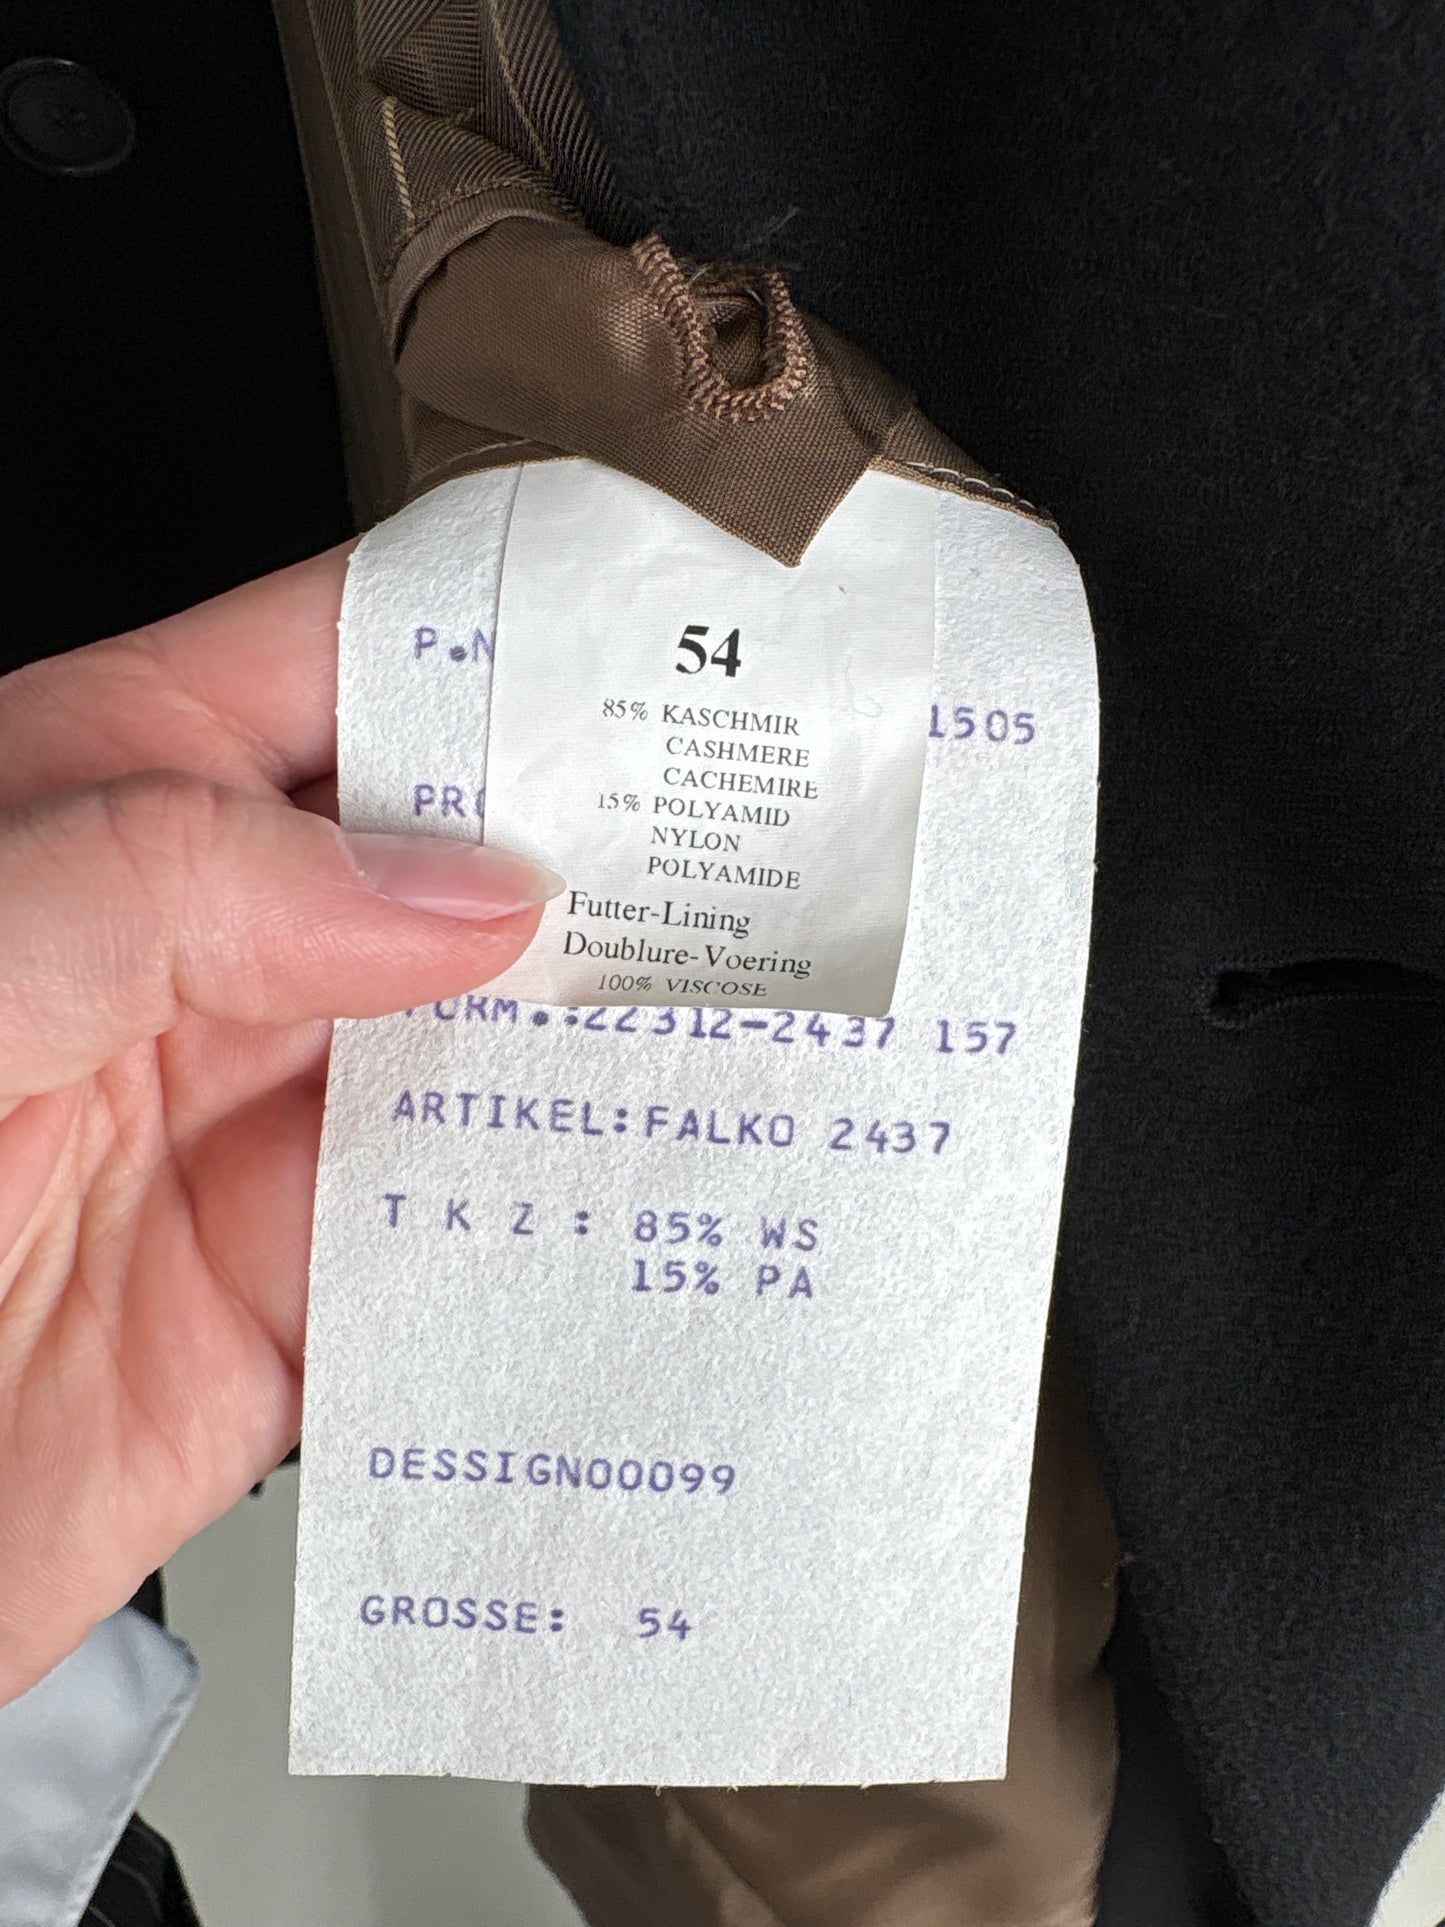 54
85% KASCHMIR
CASHMERE
CACHEMIRE
15% POLYAMID
NYLON
POLYAMIDE
Futter-Lining
Doublure-Voering
100% VISCOSE
P.N
1505
PR
ORM.:22312-2437 157
ARTIKEL:FALKO 2437
T K Z : 85% WS
15% PA
DESSIGN00099
GROSSE: 54